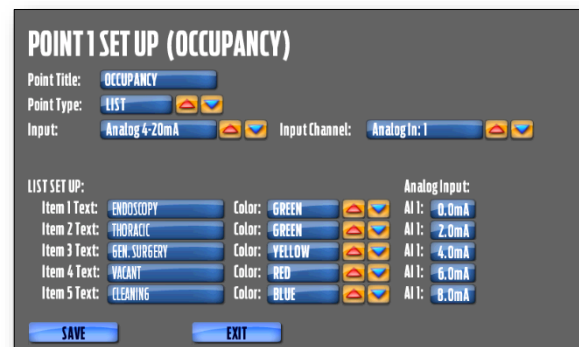 POINT 1 SET UP (OCCUPANCY)
Point Title: OCCUPANCY
Point Type: LIST
Input: Analog 4-20mA Input Channel: Analog In: 1
LIST SET UP: Analog Input:
Item 1 Text: ENDOSCOPY Color: GREEN AI 1: 0.0mA
Item 2 Text: THORACIC Color: GREEN AI 1: 2.0mA
Item 3 Text: GEN. SURGERY Color: YELLOW AI 1: 4.0mA
Item 4 Text: VACANT Color: RED AI 1: 6.0mA
Item 5 Text: CLEANING Color: BLUE AI 1: 8.0mA
SAVE EXIT